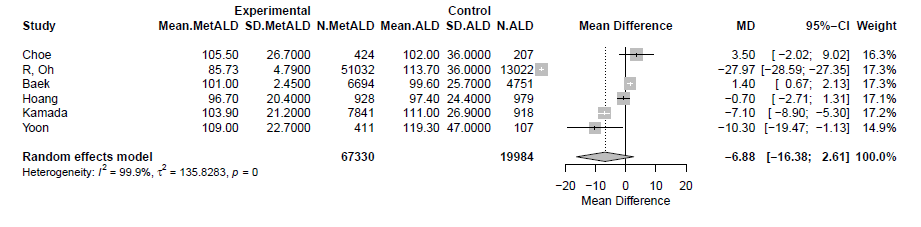 Experimental Control
Study Mean.MetALD SD.MetALD N.MetALD Mean.ALD SD.ALD N.ALD Mean Difference MD 95%−CI Weight
Choe 105.50 26.7000 424 102.00 36.0000 207 3.50 [−2.02; 9.02] 16.3%
R, Oh 85.73 4.7900 51032 113.70 36.0000 13022 −27.97 [−28.59; −27.35] 17.3%
Baek 101.00 2.4500 6694 99.60 25.7000 4751 1.40 [ 0.67; 2.13] 17.3%
Hoang 96.70 20.4000 928 97.40 24.4000 979 −0.70 [−2.71; 1.31] 17.1%
Kamada 103.90 21.2000 7841 111.00 26.9000 918 −7.10 [−8.90; −5.30] 17.2%
Yoon 109.00 22.7000 411 119.30 47.0000 107 −10.30 [−19.47; −1.13] 14.9%
Random effects model 67330 19984 −6.88 [−16.38; 2.61] 100.0%
Heterogeneity: I² = 99.9%, τ² = 135.8283, p = 0
−20 −10 0 10 20
Mean Difference